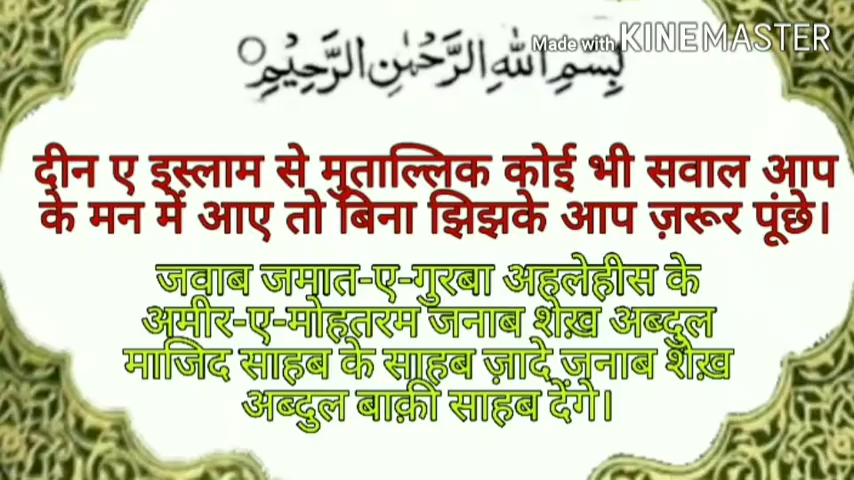 Made with KINEMASTER
بِسْمِ اللهِ الرَّحْمٰنِ الرَّحِيْمِ
दीन ए इस्लाम से मुताल्लिक कोई भी सवाल आप
के मन में आए तो बिना झिझके आप ज़रूर पूंछे।
जवाब जमात-ए-गुरबा अहलेहीस के
अमीर-ए-मोहतरम जनाब शेख़ अब्दुल
माजिद साहब के साहब ज़ादे जनाब शेख़
अब्दुल बाक़ी साहब देंगे।